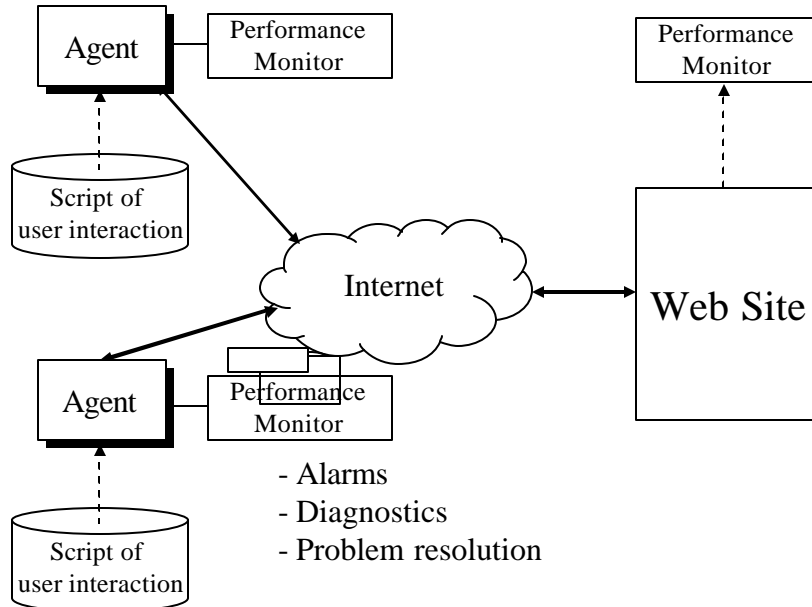 Agent
Performance
Monitor
Performance
Monitor
Script of
user interaction
Internet
Web Site
Agent
Performance
Monitor
- Alarms
- Diagnostics
- Problem resolution
Script of
user interaction